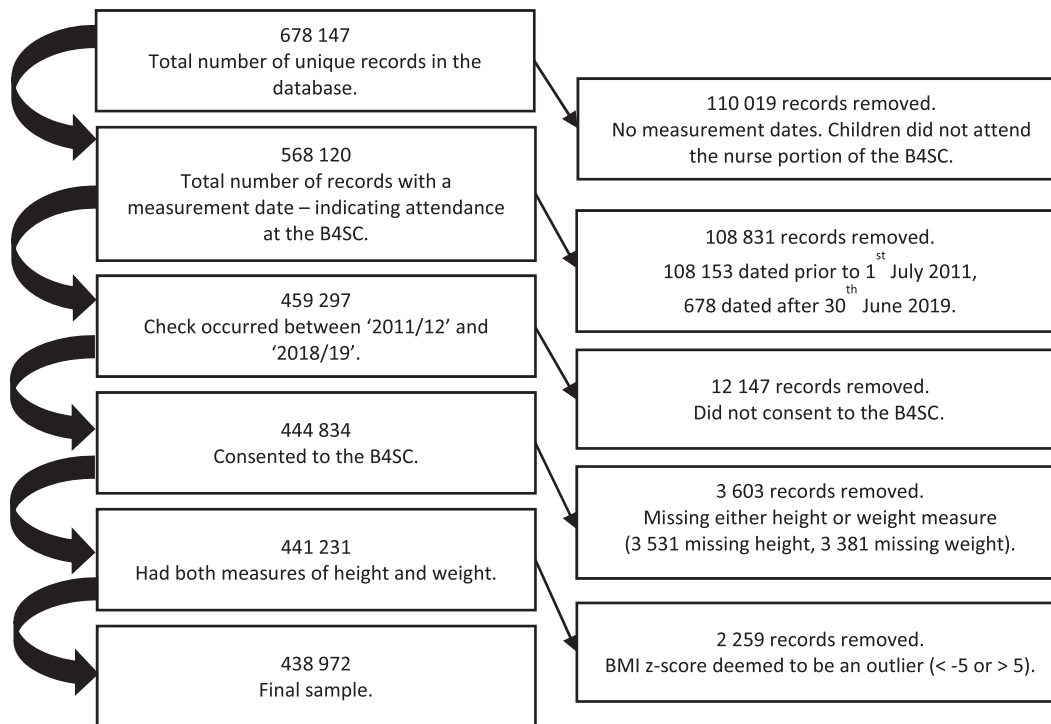 678 147
Total number of unique records in the
database.
110 019 records removed.
No measurement dates. Children did not attend
the nurse portion of the B4SC.
568 120
Total number of records with a
measurement date – indicating attendance
at the B4SC.
108 831 records removed.
108 153 dated prior to 1st July 2011,
678 dated after 30th June 2019.
459 297
Check occurred between ‘2011/12’ and
‘2018/19’.
12 147 records removed.
Did not consent to the B4SC.
444 834
Consented to the B4SC.
3 603 records removed.
Missing either height or weight measure
(3 531 missing height, 3 381 missing weight).
441 231
Had both measures of height and weight.
2 259 records removed.
BMI z-score deemed to be an outlier (< -5 or > 5).
438 972
Final sample.